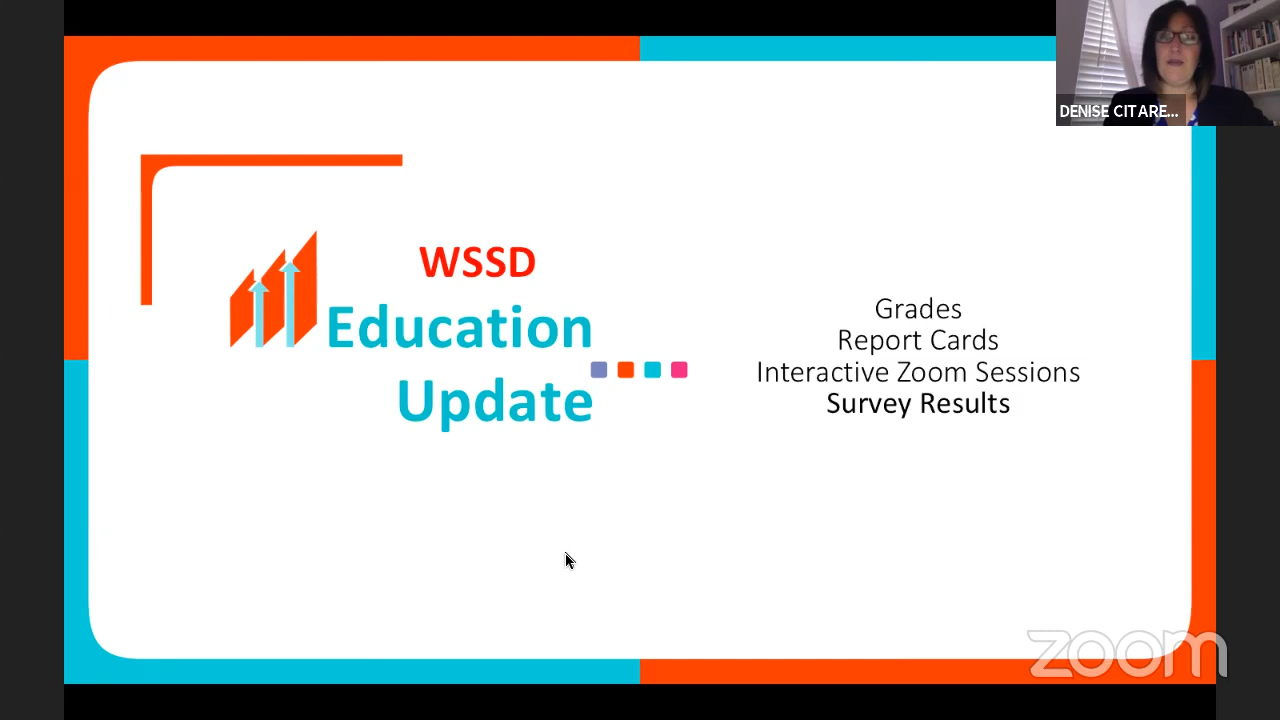 DENISE CITARE...
WSSD
Education
Update
Grades
Report Cards
Interactive Zoom Sessions
Survey Results
zoom